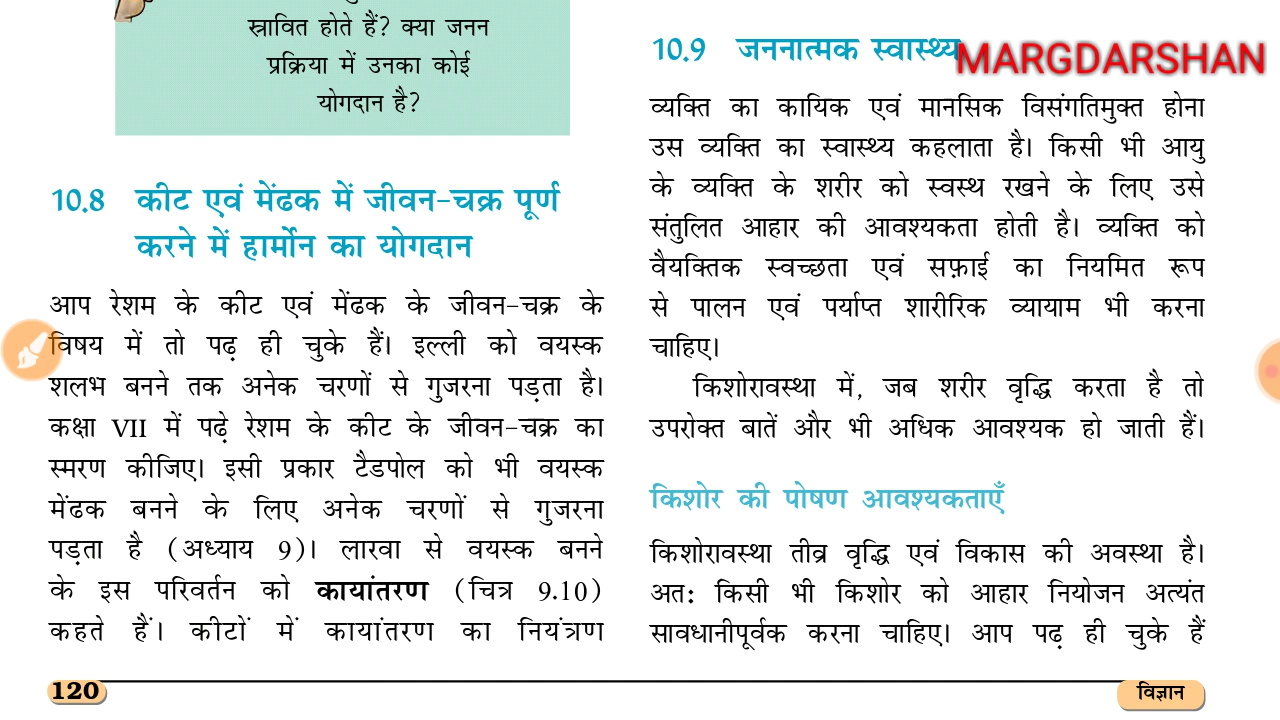 स्रावित होते हैं? क्या जनन
प्रक्रिया में उनका कोई
योगदान है?
10.8 कीट एवं मेंढक में जीवन-चक्र पूर्ण
करने में हार्मोन का योगदान
आप रेशम के कीट एवं मेंढक के जीवन-चक्र के
विषय में तो पढ़ ही चुके हैं। इल्ली को वयस्क
शलभ बनने तक अनेक चरणों से गुजरना पड़ता है।
कक्षा VII में पढ़े रेशम के कीट के जीवन-चक्र का
स्मरण कीजिए। इसी प्रकार टैडपोल को भी वयस्क
मेंढक बनने के लिए अनेक चरणों से गुजरना
पड़ता है (अध्याय 9)। लारवा से वयस्क बनने
के इस परिवर्तन को कायांतरण (चित्र 9.10)
कहते हैं। कीटों में कायांतरण का नियंत्रण
10.9 जननात्मक स्वास्थ्य
MARGDARSHAN
व्यक्ति का कायिक एवं मानसिक विसंगतिमुक्त होना
उस व्यक्ति का स्वास्थ्य कहलाता है। किसी भी आयु
के व्यक्ति के शरीर को स्वस्थ रखने के लिए उसे
संतुलित आहार की आवश्यकता होती है। व्यक्ति को
वैयक्तिक स्वच्छता एवं सफ़ाई का नियमित रूप
से पालन एवं पर्याप्त शारीरिक व्यायाम भी करना
चाहिए।
किशोरावस्था में, जब शरीर वृद्धि करता है तो
उपरोक्त बातें और भी अधिक आवश्यक हो जाती हैं।
किशोर की पोषण आवश्यकताएँ
किशोरावस्था तीव्र वृद्धि एवं विकास की अवस्था है।
अतः किसी भी किशोर को आहार नियोजन अत्यंत
सावधानीपूर्वक करना चाहिए। आप पढ़ ही चुके हैं
120
विज्ञान